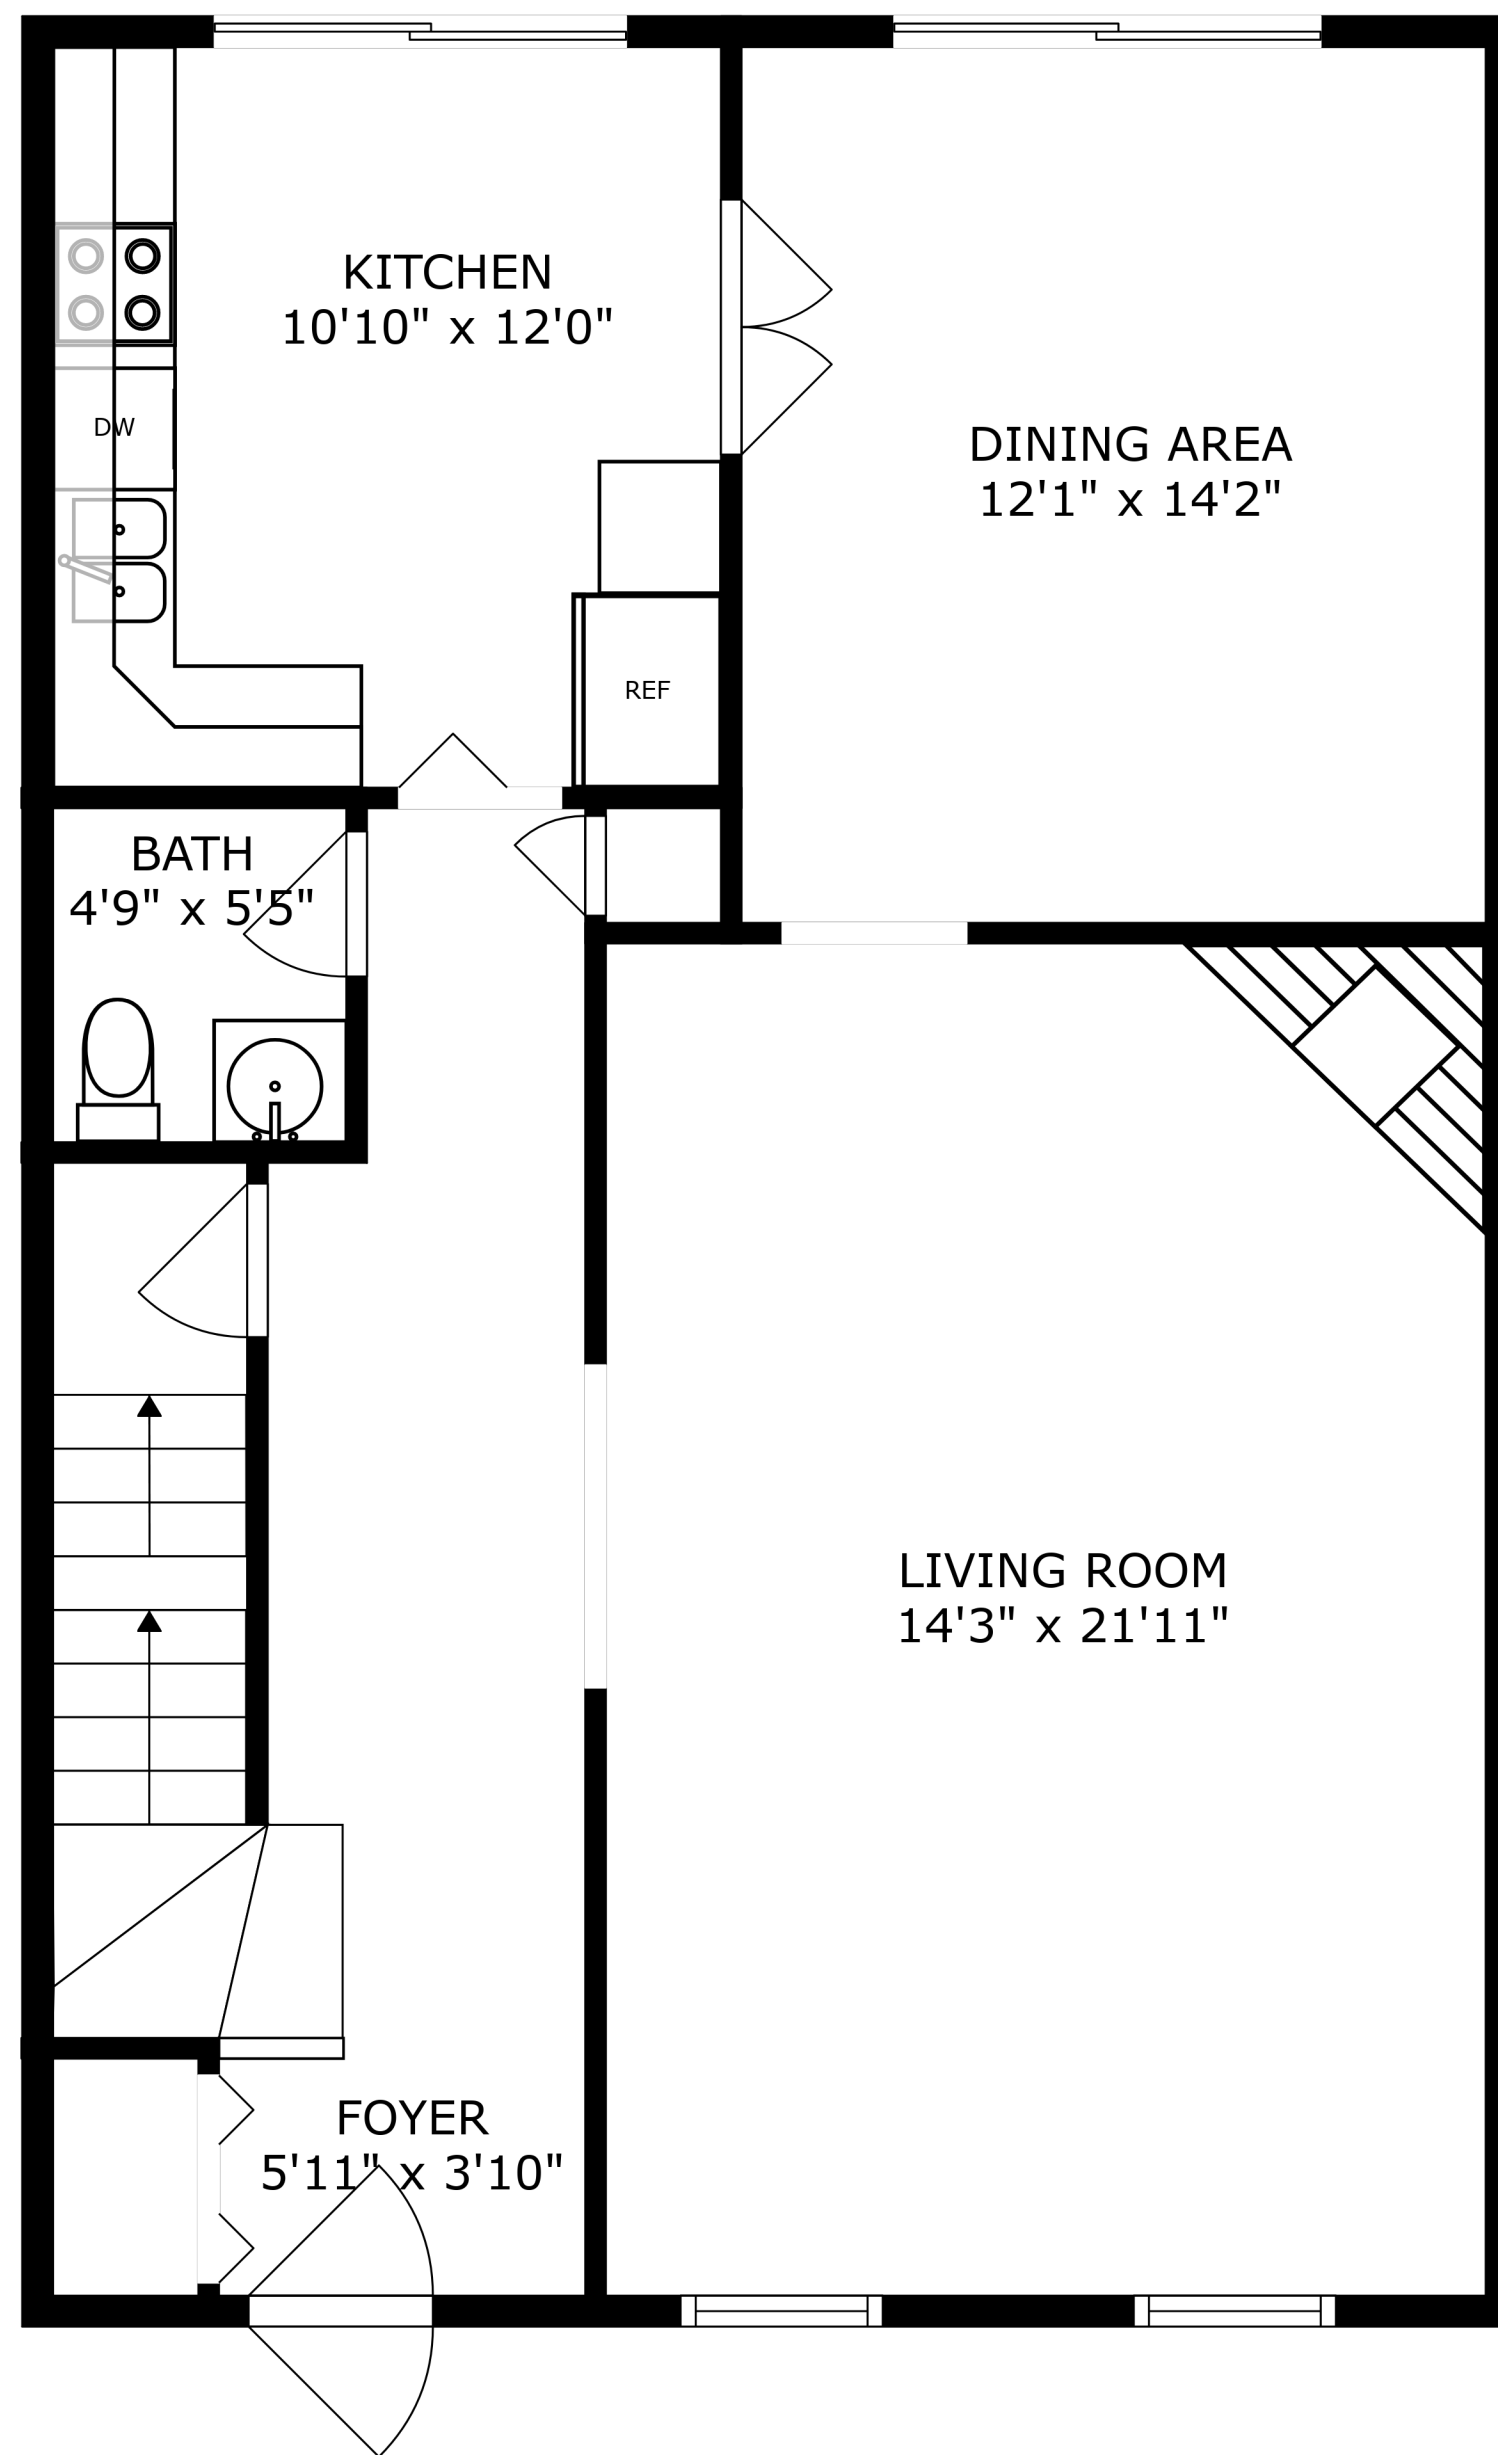 KITCHEN
10'10" x 12'0"
DINING AREA
12'1" x 14'2"
DW
REF
BATH
4'9" x 5'5"
LIVING ROOM
14'3" x 21'11"
FOYER
5'11" x 3'10"